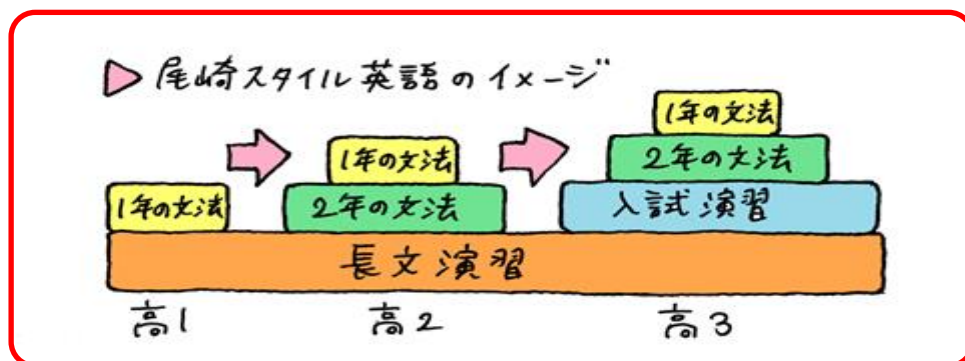 尾崎スタイル英語のイメージ
1年の文法
1年の文法
2年の文法
1年の文法
2年の文法
入試演習
長文演習
高1
高2
高3